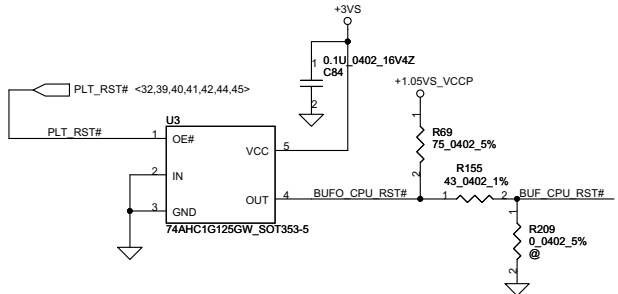 +3VS
1 0.1U_0402_16V4Z
C84
2
+1.05VS_VCCP
PLT_RST# <32,39,40,41,42,44,45>
U3
PLT_RST# 1 OE#
VCC 5
2 IN
OUT 4 BUFO_CPU_RST#
3 GND
74AHC1G125GW_SOT353-5
1
R69
75_0402_5%
2
R155
43_0402_1%
1 2 BUF_CPU_RST#
1
R209
0_0402_5%
@
2